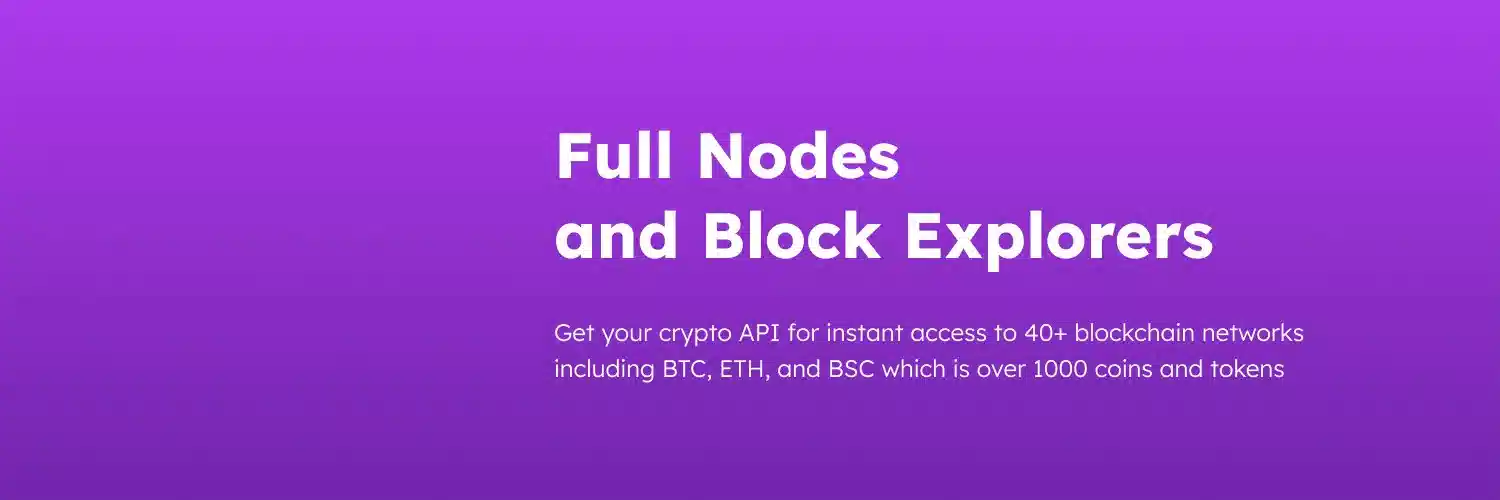 Full Nodes
and Block Explorers
Get your crypto API for instant access to 40+ blockchain networks
including BTC, ETH, and BSC which is over 1000 coins and tokens